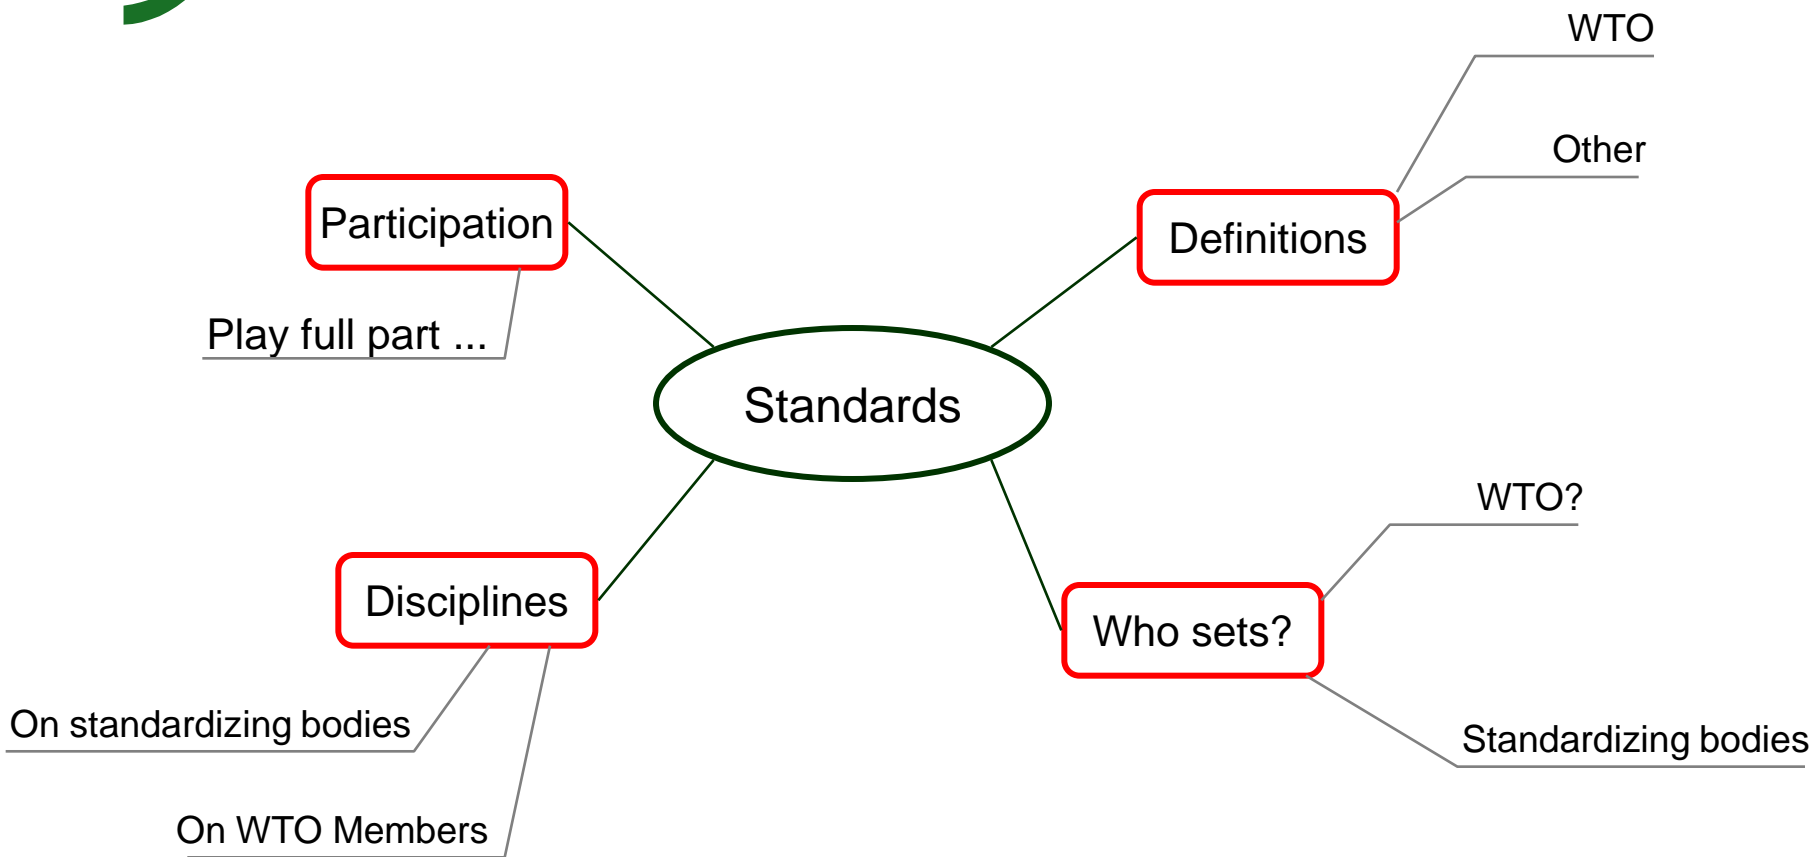 WTO
Other
Participation
Definitions
Play full part ...
Standards
WTO?
Disciplines
Who sets?
On standardizing bodies
Standardizing bodies
On WTO Members